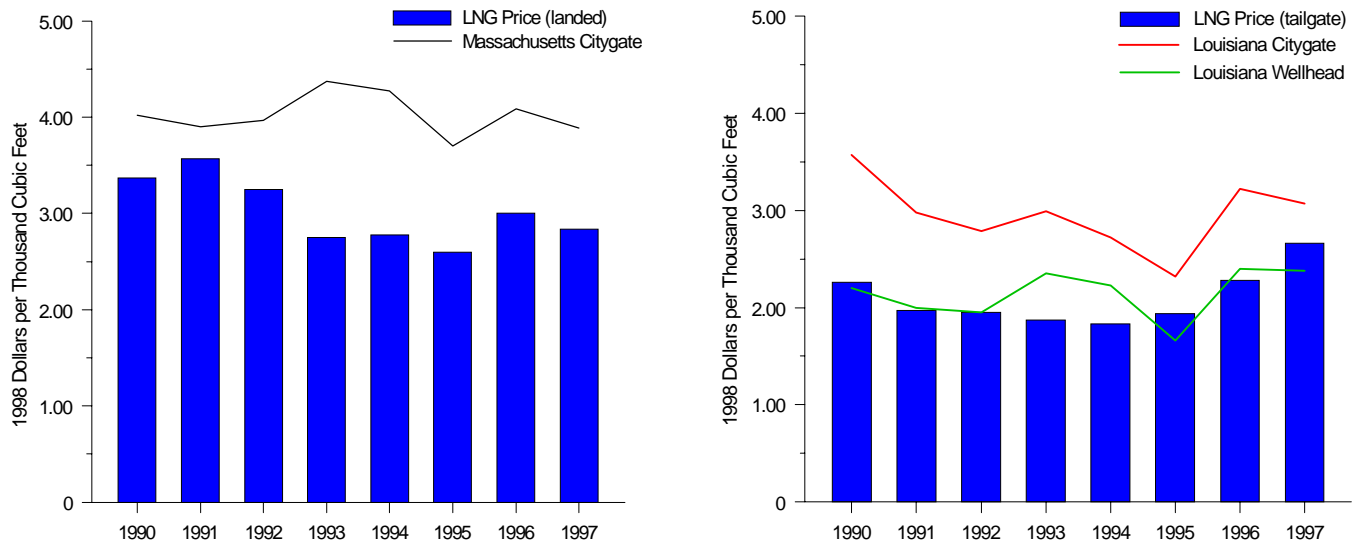 LNG Price (landed)
Massachusetts Citygate
1998 Dollars per Thousand Cubic Feet
5.00
4.00
3.00
2.00
1.00
0
1990 1991 1992 1993 1994 1995 1996 1997
LNG Price (tailgate)
Louisiana Citygate
Louisiana Wellhead
1998 Dollars per Thousand Cubic Feet
5.00
4.00
3.00
2.00
1.00
0
1990 1991 1992 1993 1994 1995 1996 1997